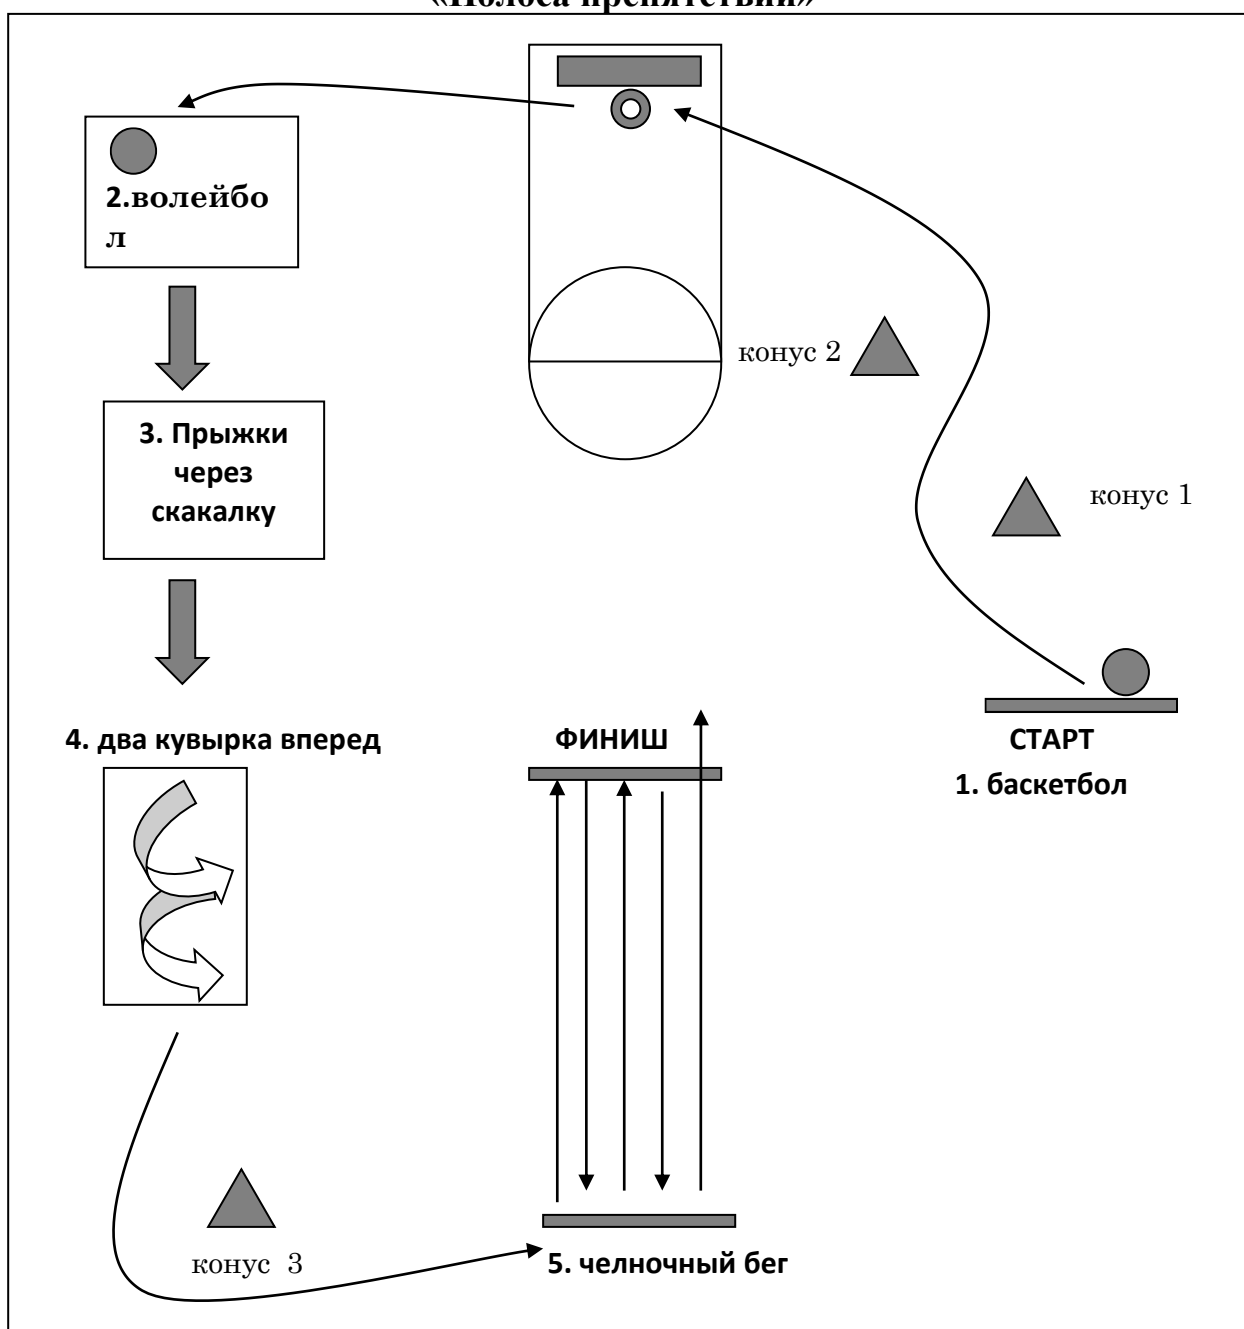 «Полоса препятствий»
2.волейбо
л
конус 2
3. Прыжки
через
скакалку
конус 1
4. два кувырка вперед
ФИНИШ
СТАРТ
1. баскетбол
конус 3
5. челночный бег